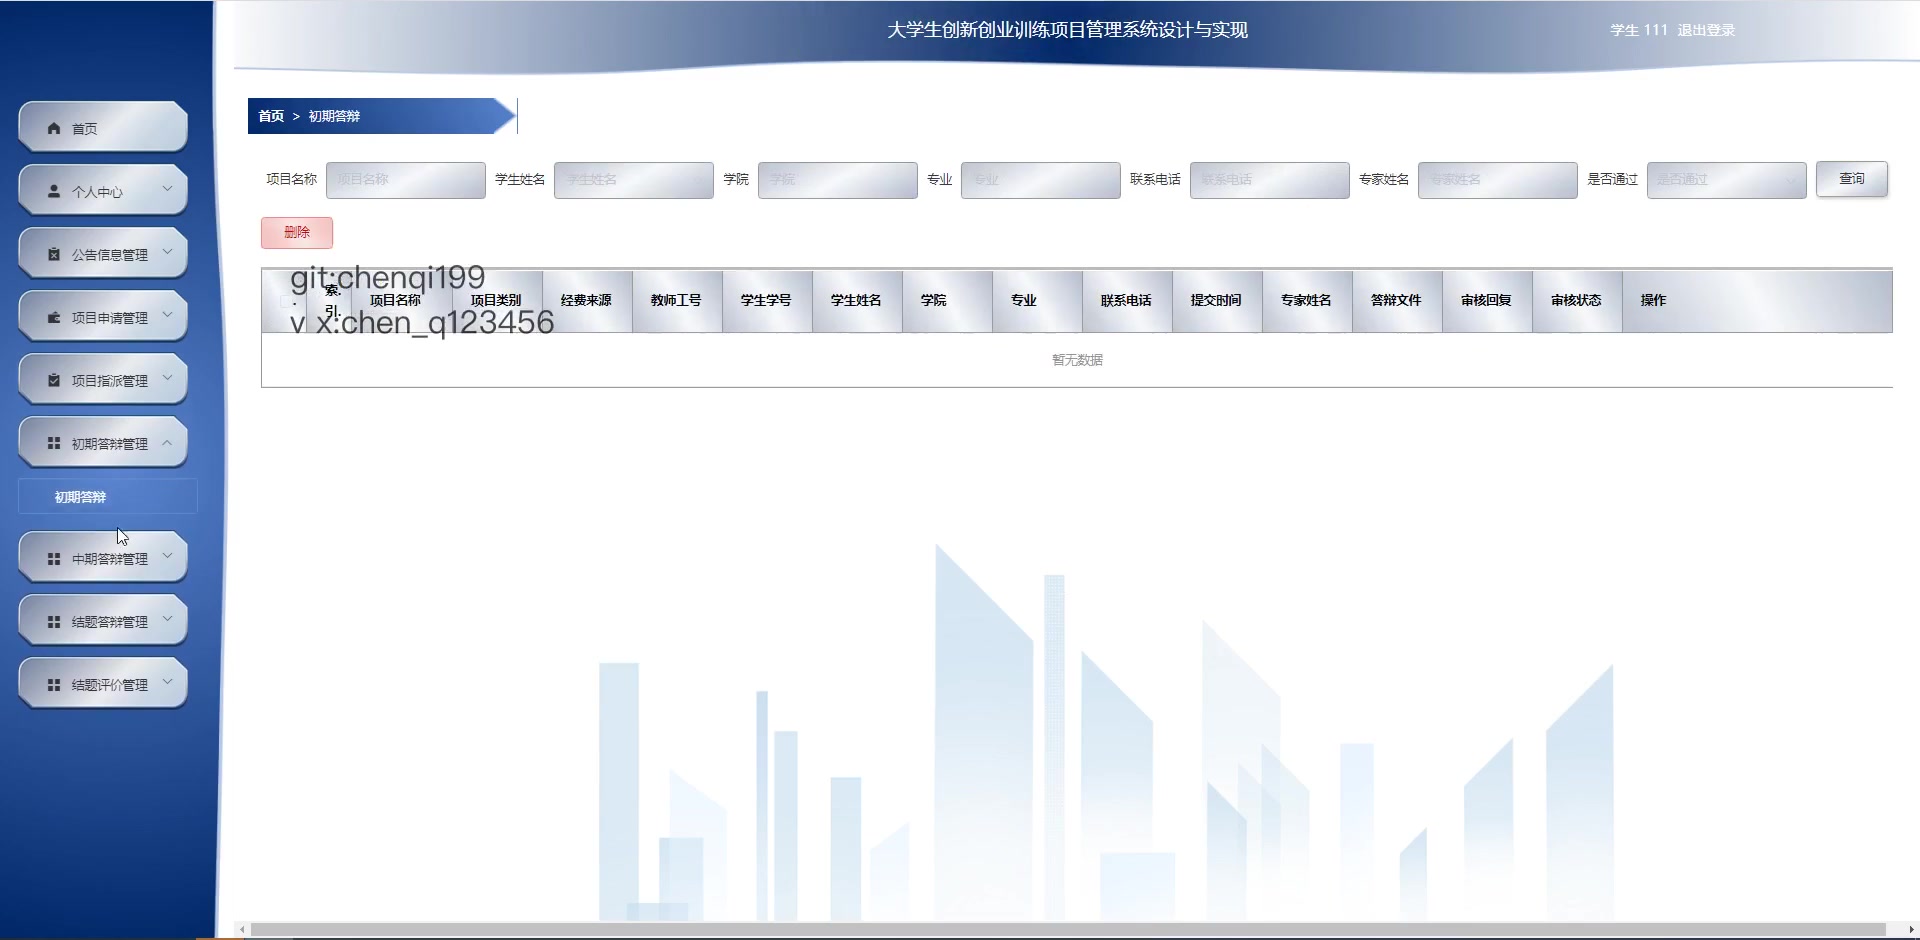 大学生创新创业训练项目管理系统设计与实现
学生 111 退出登录
首页
个人中心
公告信息管理
项目申请管理
项目指派管理
初期答辩管理
初期答辩
中期答辩管理
结题答辩管理
结题评价管理
首页 > 初期答辩
项目名称 项目名称 学生姓名 学生姓名 学院 学院 专业 专业 联系电话 联系电话 专家姓名 专家姓名 是否通过 是否通过 查询
删除
git:chenqi199
索引 项目名称 项目类别 经费来源 教师工号 学生学号 学生姓名 学院 专业 联系电话 提交时间 专家姓名 答辩文件 审核回复 审核状态 操作
v x:chen_q123456
暂无数据